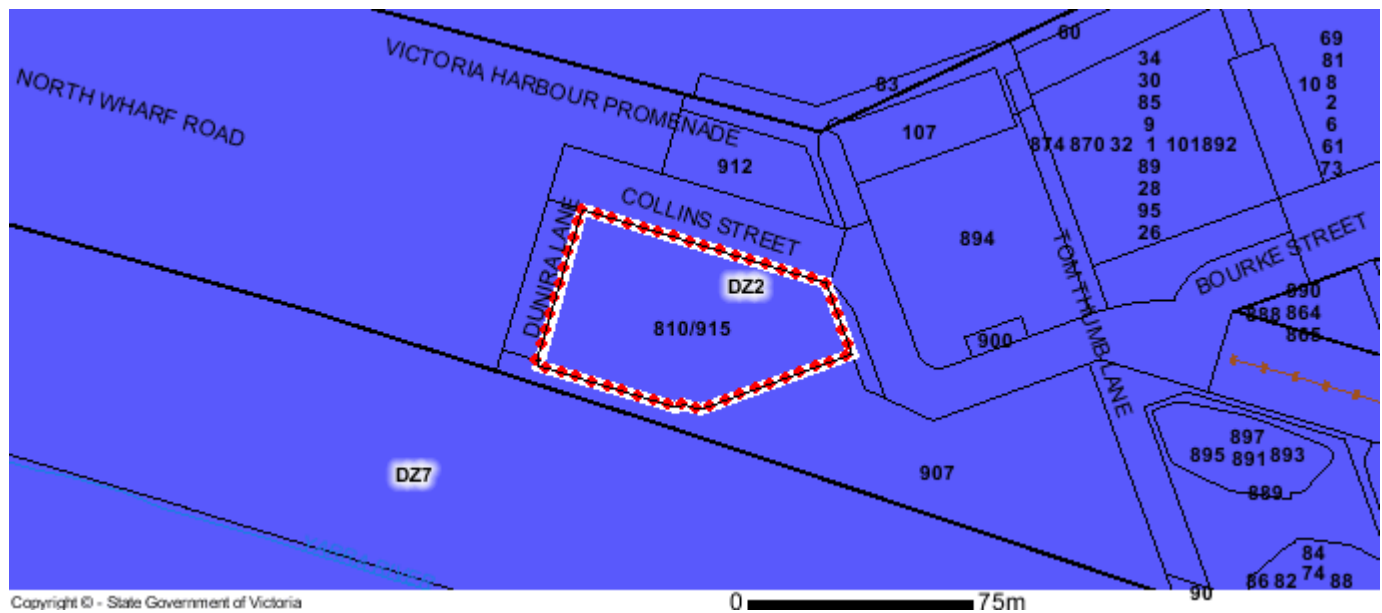 NORTH WHARF ROAD
VICTORIA HARBOUR PROMENADE
83
60
107
912
34
30
85
9
874 870 32 1 101892
89
28
95
26
69
81
10 8
2
6
61
73
COLLINS STREET
DUNIRA LANE
DZ2
810/915
894
900
TOM THUMB LANE
BOURKE STREET
890
888 864
865
DZ7
907
897
895 891 893
889
84
86 82 74 88
90
Copyright © - State Government of Victoria
0 75m